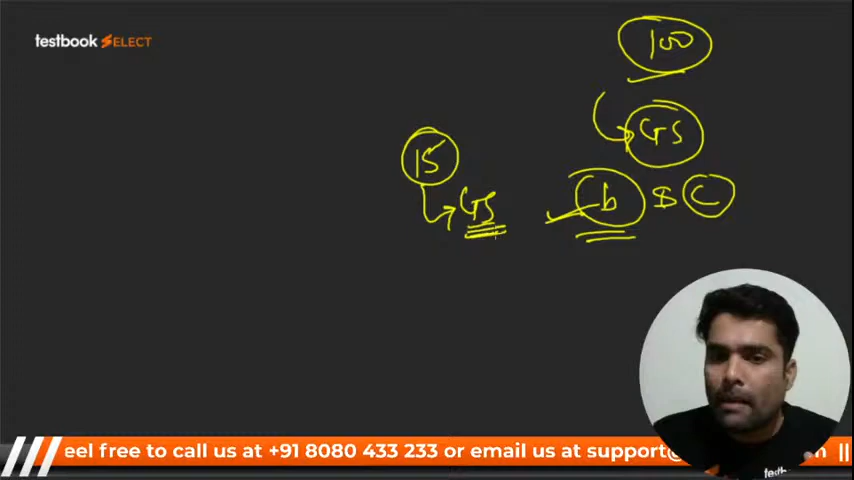 testbook SELECT
100
GS
15
GS
b $ C
eel free to call us at +91 8080 433 233 or email us at support@
m ||
testb